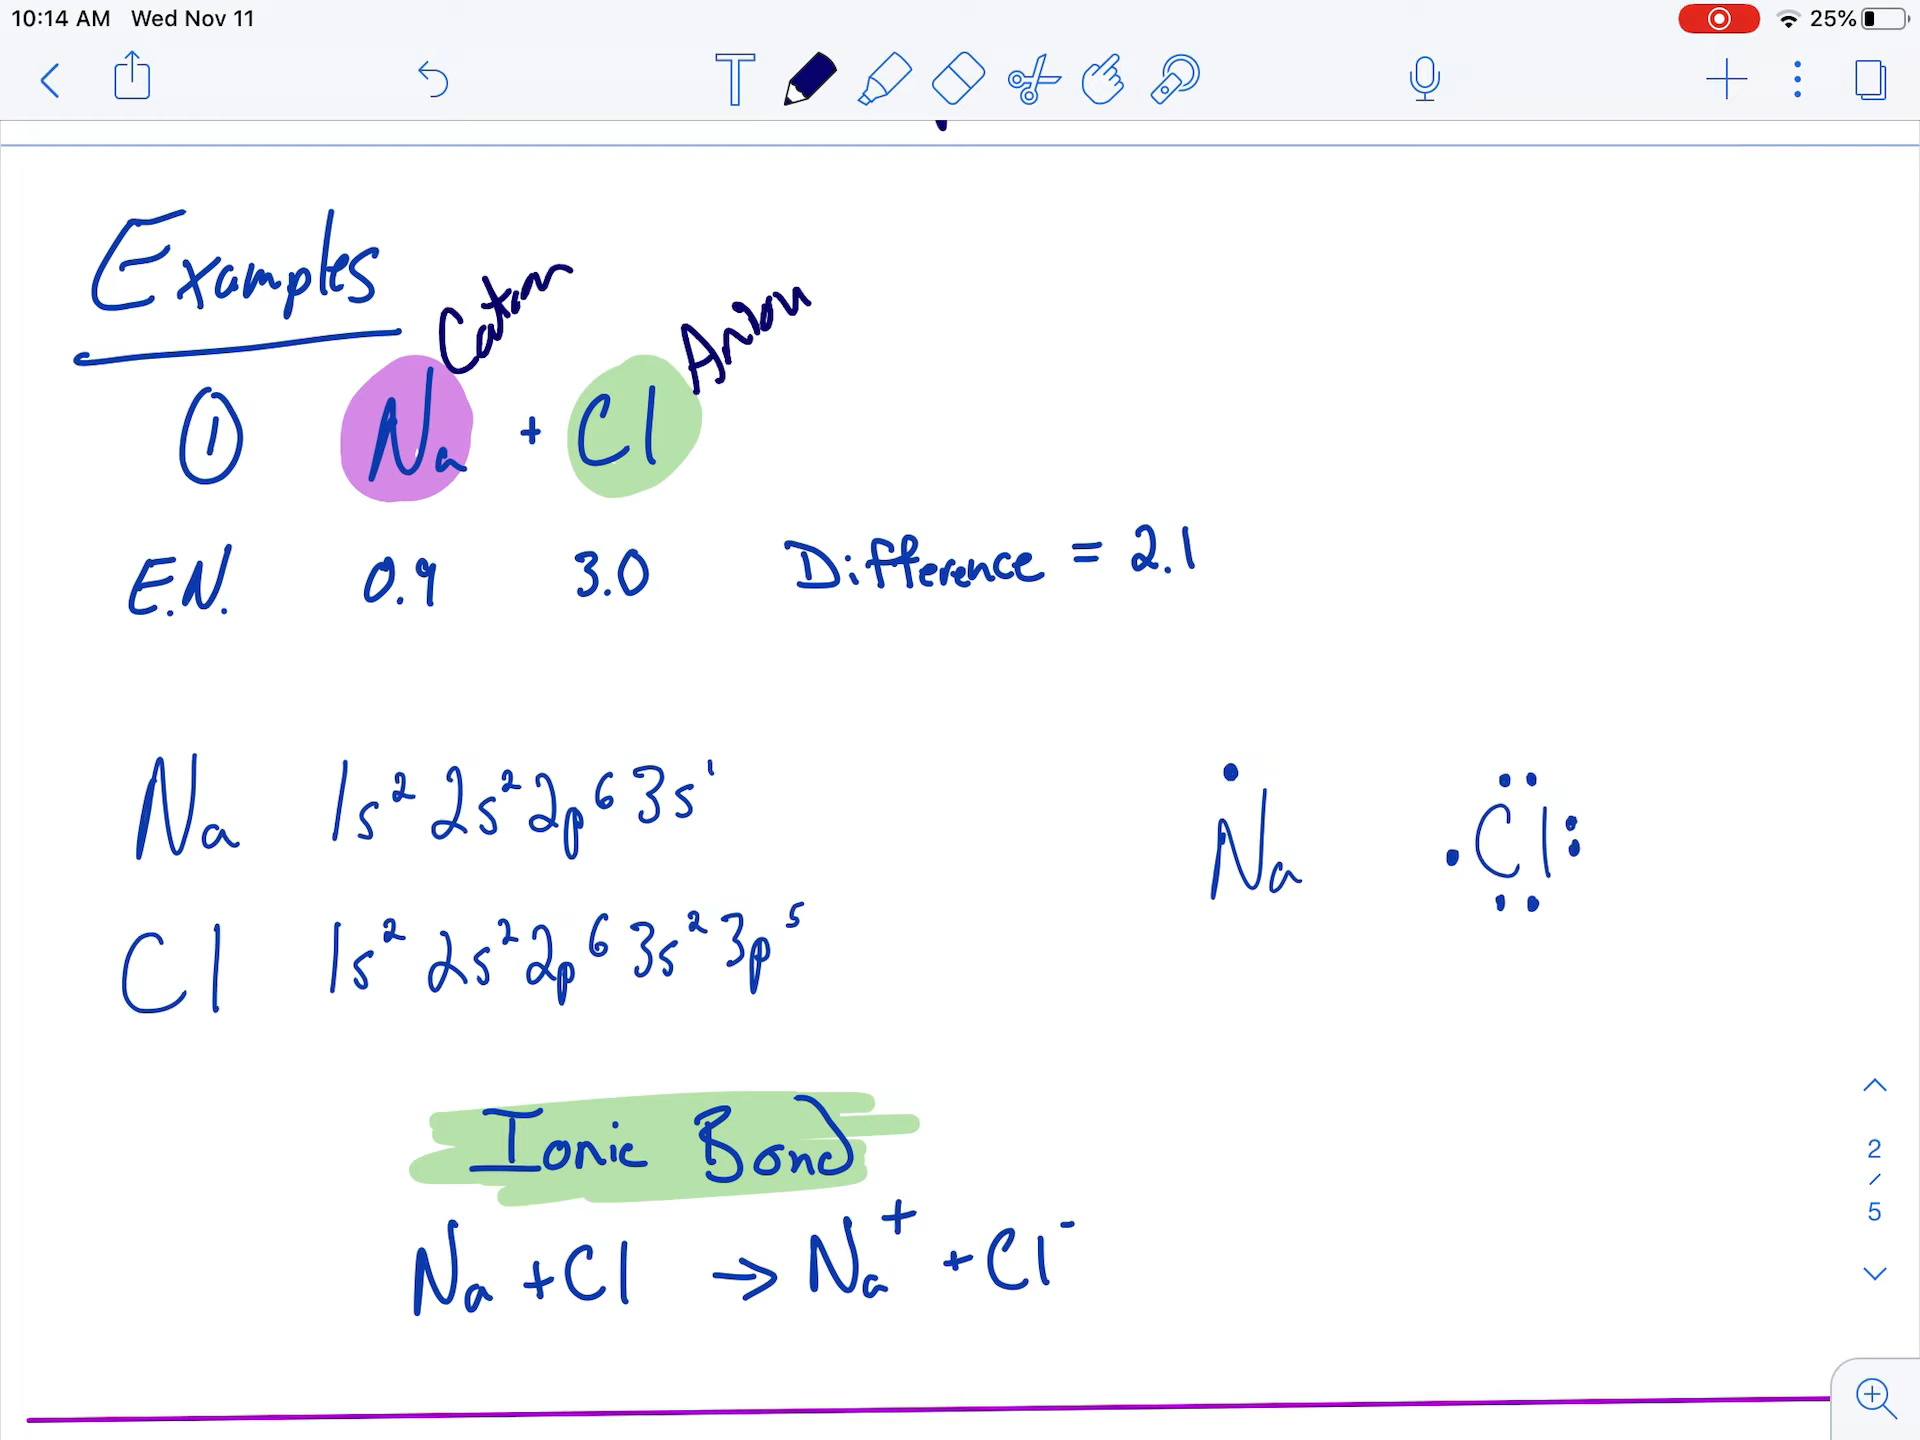 10:14 AM Wed Nov 11 25%
T
Examples
Cation
Anion
① Na + Cl
E.N. 0.9 3.0 Difference = 2.1
Na 1s² 2s² 2p⁶ 3s¹
Na Cl
Cl 1s² 2s² 2p⁶ 3s² 3p⁵
Ionic Bond
Na + Cl → Na⁺ + Cl⁻
2
/
5